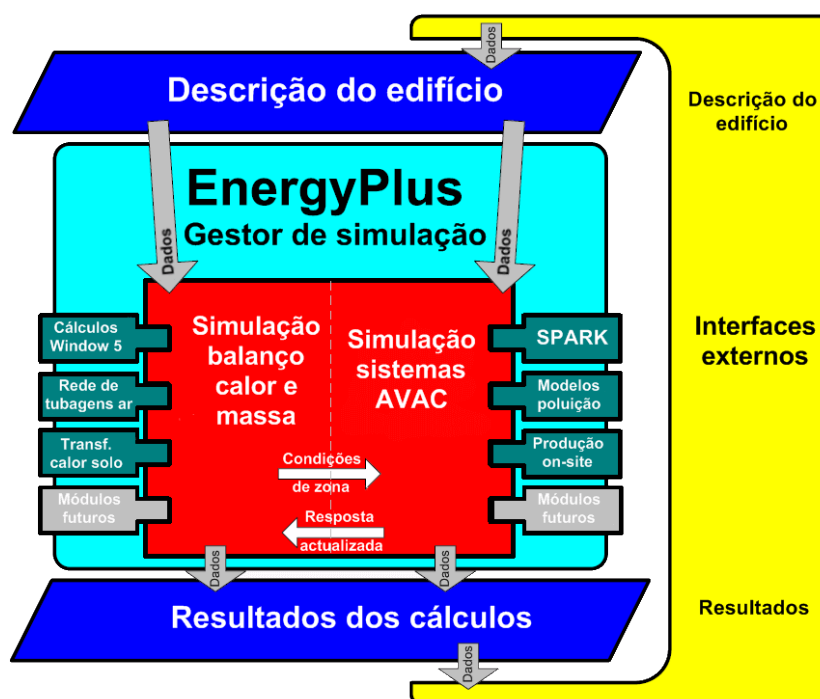 Dados
Descrição do edifício
Descrição do
edifício
EnergyPlus
Gestor de simulação
Dados
Dados
Cálculos
Window 5
Rede de
tubagens ar
Transf.
calor solo
Módulos
futuros
Simulação
balanço
calor e
massa
Simulação
sistemas
AVAC
SPARK
Modelos
poluição
Produção
on-site
Módulos
futuros
Interfaces
externos
Condições
de zona
Resposta
actualizada
Dados
Dados
Resultados dos cálculos
Resultados
Dados